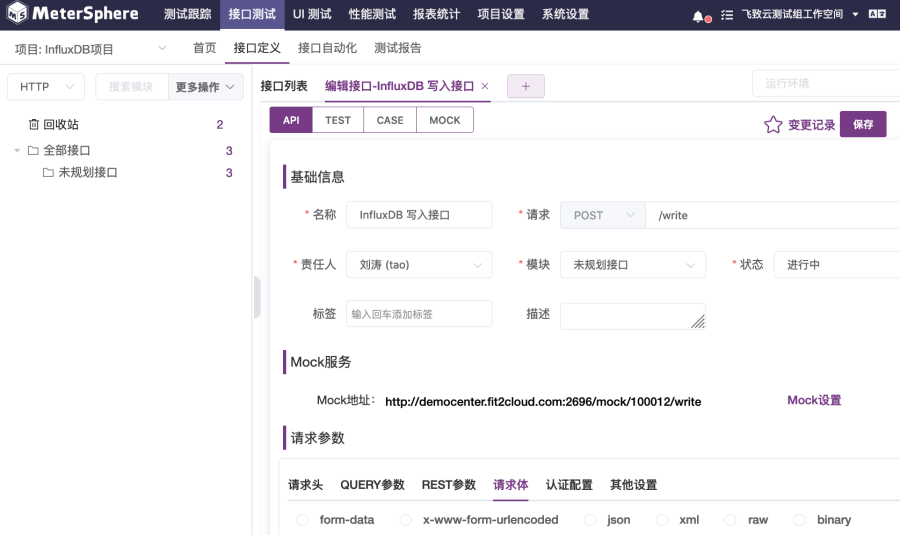 MeterSphere 测试跟踪 接口测试 UI 测试 性能测试 报表统计 项目设置 系统设置 飞致云测试组工作空间
项目: InfluxDB项目 首页 接口定义 接口自动化 测试报告
HTTP 搜索模块 更多操作 接口列表 编辑接口-InfluxDB 写入接口 × + 运行环境
API TEST CASE MOCK 变更记录 保存
回收站 2
全部接口 3
未规划接口 3
基础信息
* 名称 InfluxDB 写入接口 * 请求 POST /write
* 责任人 刘涛 (tao) * 模块 未规划接口 * 状态 进行中
标签 输入回车添加标签 描述
Mock服务
Mock地址: http://democenter.fit2cloud.com:2696/mock/100012/write Mock设置
请求参数
请求头 QUERY参数 REST参数 请求体 认证配置 其他设置
form-data x-www-form-urlencoded json xml raw binary